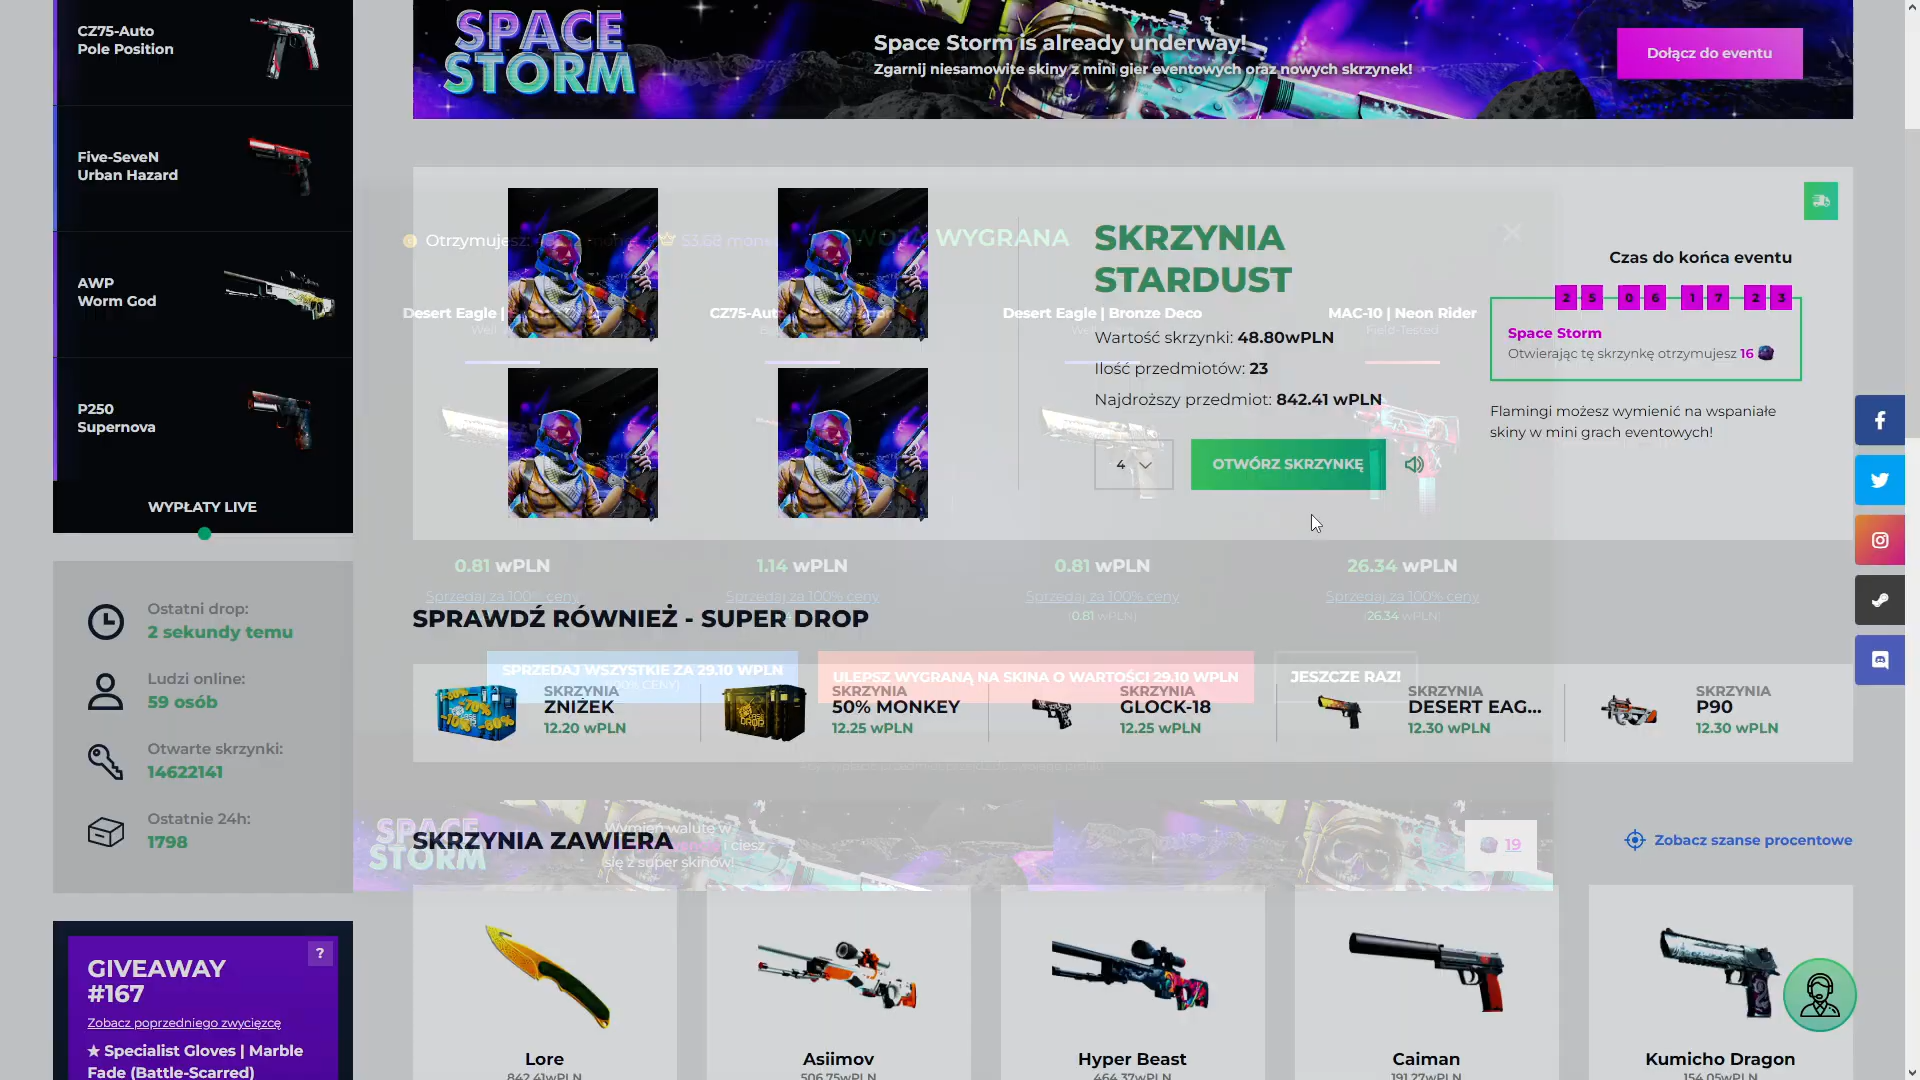 CZ75-Auto
Pole Position
Five-SeveN
Urban Hazard
AWP
Worm God
P250
Supernova
WYPŁATY LIVE
Ostatni drop:
2 sekundy temu
Ludzi online:
59 osób
Otwarte skrzynki:
14622141
Ostatnie 24h:
1798
GIVEAWAY
#167
?
Zobacz poprzedniego zwycięzcę
★ Specialist Gloves | Marble
Fade (Battle-Scarred)
SPACE
STORM
Space Storm is already underway!
Zgarnij niesamowite skiny z mini gier eventowych oraz nowych skrzynek!
Dołącz do eventu
Otrzymujesz:
53.68
WYGRANA
Desert Eagle |
CZ75-Aut
Desert Eagle | Bronze Deco
MAC-10 | Neon Rider
Field-Tested
SKRZYNIA
STARDUST
Wartość skrzynki: 48.80wPLN
Ilość przedmiotów: 23
Najdroższy przedmiot: 842.41 wPLN
4
OTWÓRZ SKRZYNKĘ
Czas do końca eventu
2 5 0 6 1 7 2 3
Space Storm
Otwierając tę skrzynkę otrzymujesz 16
Flamingi możesz wymienić na wspaniałe
skiny w mini grach eventowych!
0.81 wPLN
1.14 wPLN
0.81 wPLN
26.34 wPLN
Sprzedaj za 100% ceny
Sprzedaj za 100% ceny
Sprzedaj za 100% ceny
Sprzedaj za 100% ceny
(0.81 wPLN)
(26.34 wPLN)
SPRAWDŹ RÓWNIEŻ - SUPER DROP
SPRZEDAJ WSZYSTKIE ZA 29.10 WPLN
(100% CENY)
ULEPSZ WYGRANĄ NA SKINA O WARTOŚCI 29.10 WPLN
JESZCZE RAZ!
SKRZYNIA
ZNIŻEK
12.20 wPLN
SKRZYNIA
50% MONKEY
12.25 wPLN
SKRZYNIA
GLOCK-18
12.25 wPLN
SKRZYNIA
DESERT EAG...
12.30 wPLN
SKRZYNIA
P90
12.30 wPLN
SPACE
STORM
Wymień walutę w
i ciesz
się z super skinów!
19
SKRZYNIA ZAWIERA
Zobacz szanse procentowe
Lore
842.41wPLN
Asiimov
506.75wPLN
Hyper Beast
464.37wPLN
Caiman
191.27wPLN
Kumicho Dragon
154.05wPLN